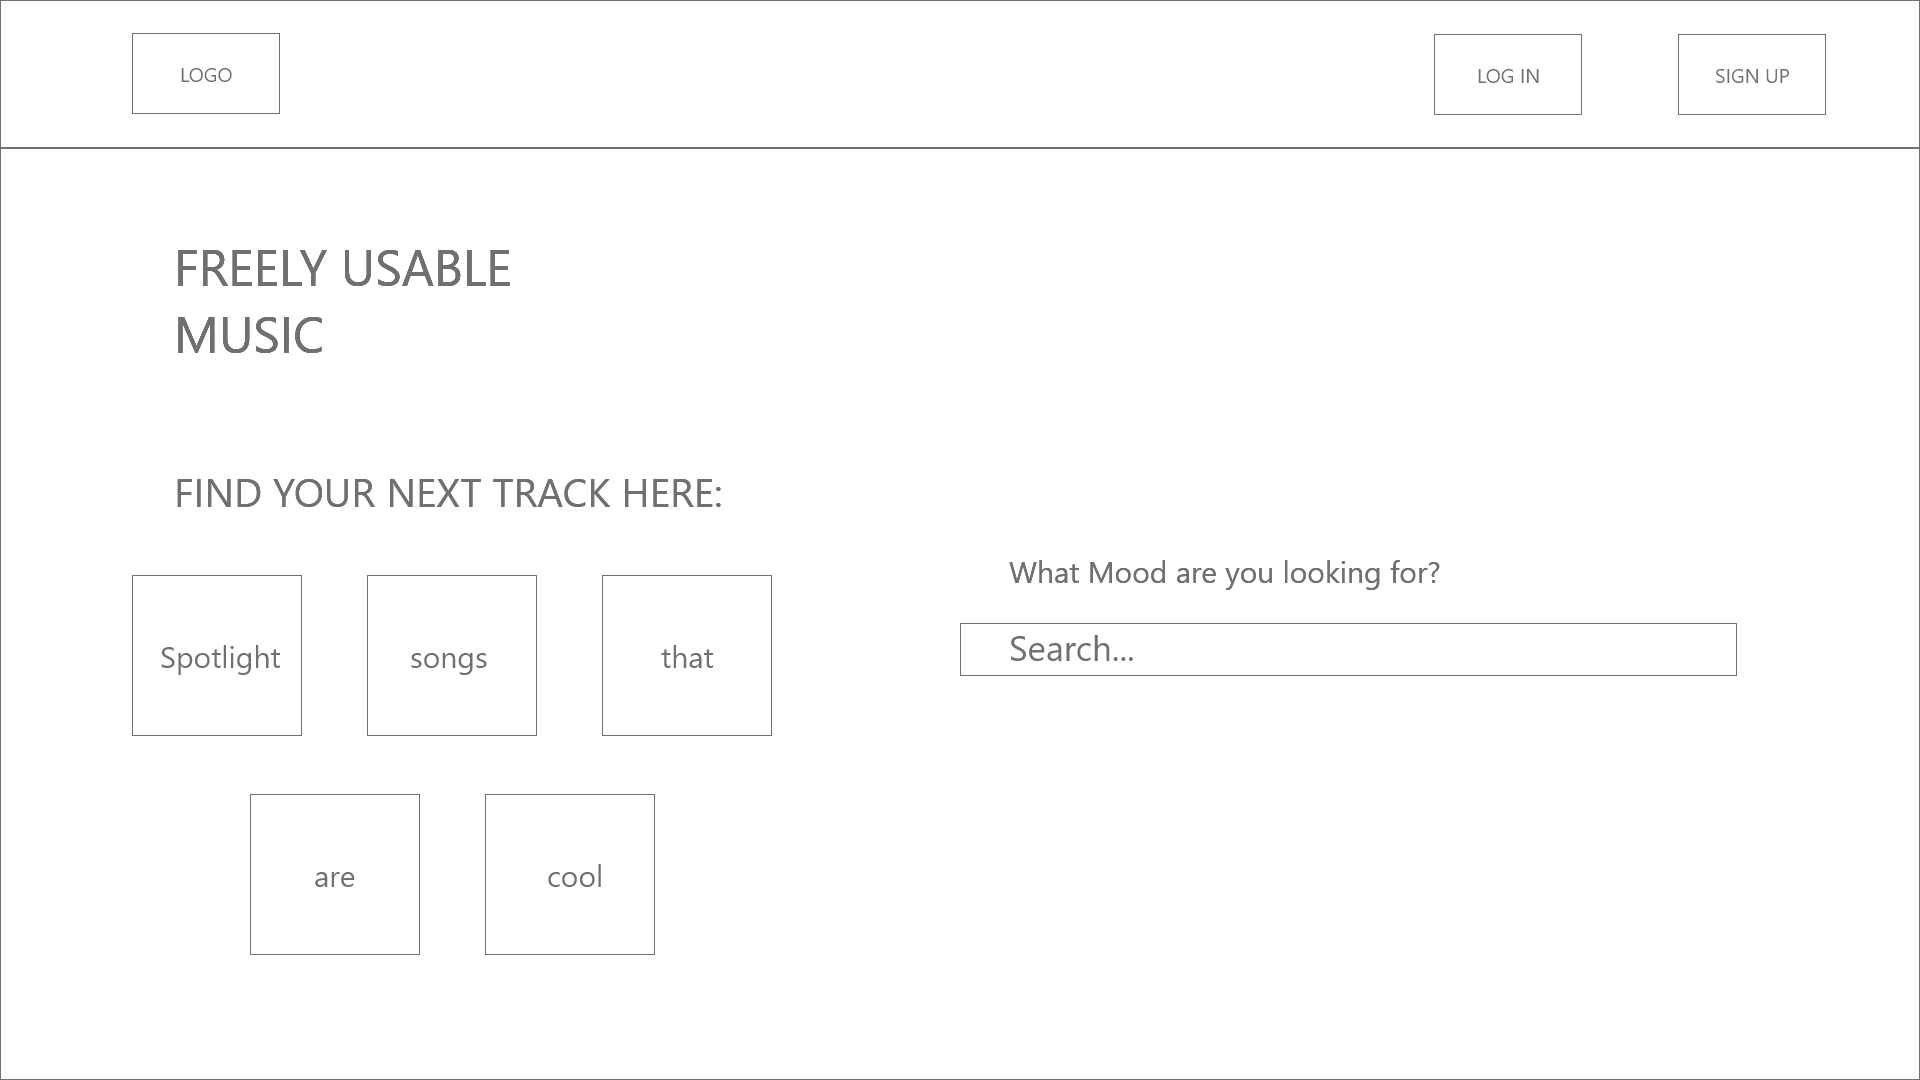 LOGO
LOG IN
SIGN UP
FREELY USABLE
MUSIC
FIND YOUR NEXT TRACK HERE:
Spotlight
songs
that
are
cool
What Mood are you looking for?
Search...